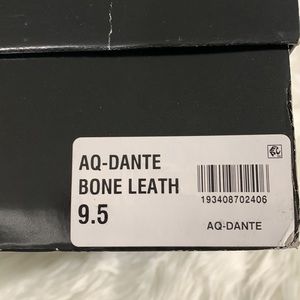 AQ-DANTE
BONE LEATH
9.5
193408702406
AQ-DANTE